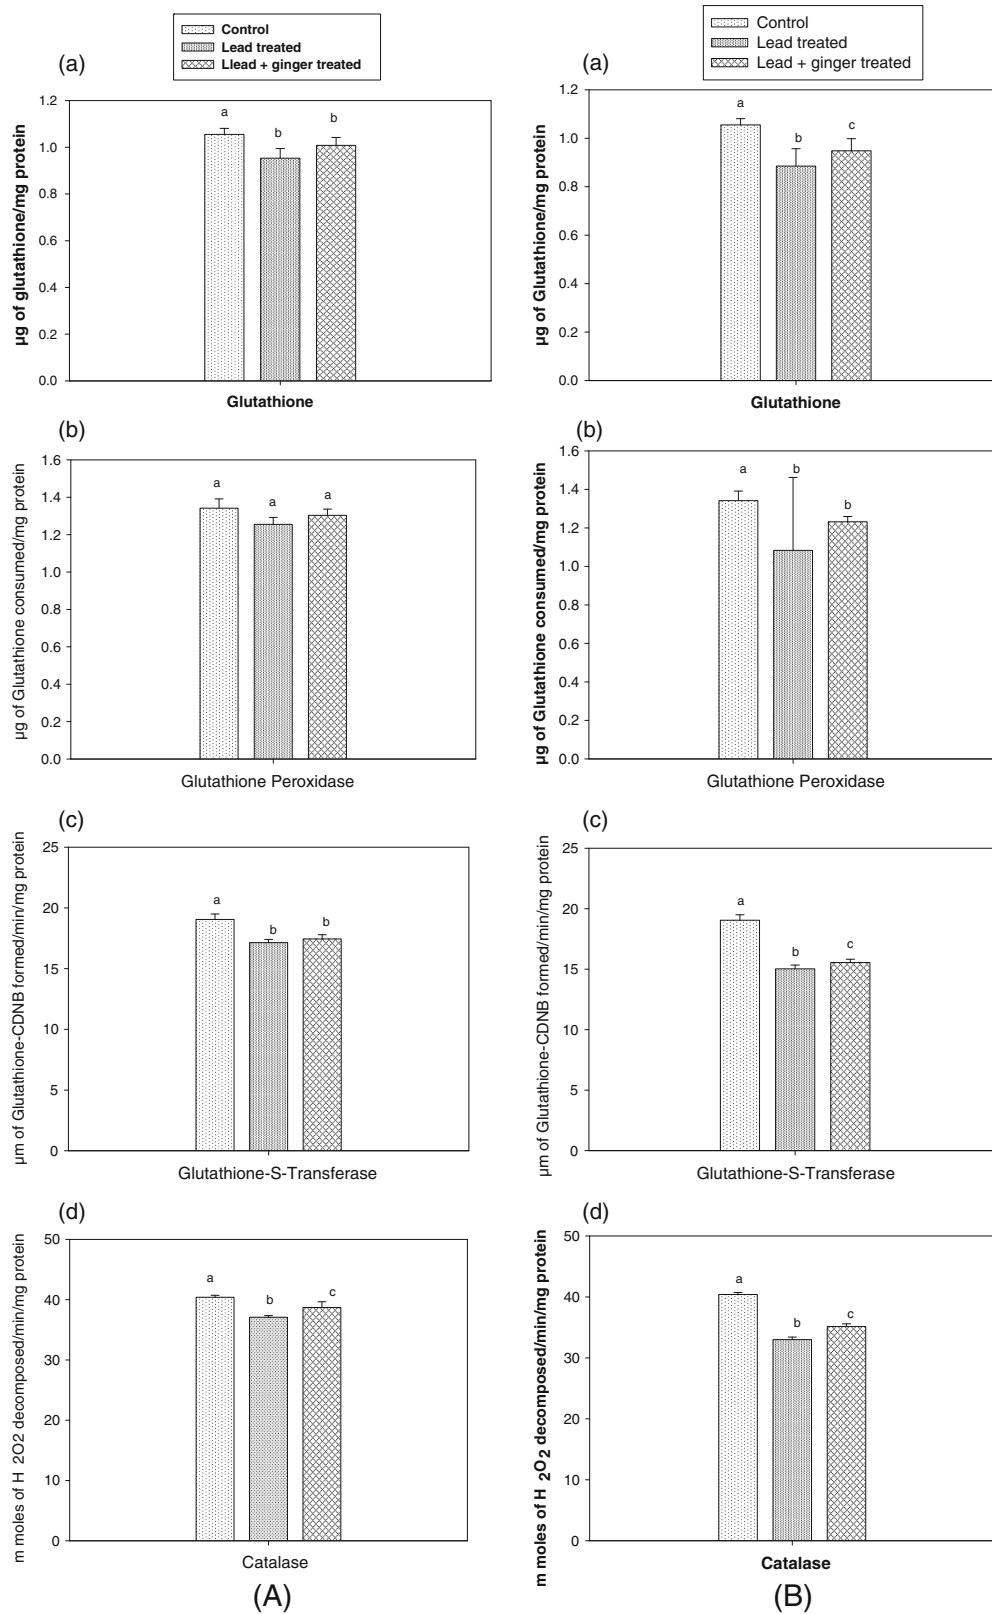 Control
Lead treated
Llead + ginger treated
(a)
1.2
1.0
0.8
0.6
0.4
0.2
0.0
µg of glutathione/mg protein
a
b
b
Glutathione
(b)
1.6
1.4
1.2
1.0
0.8
0.6
0.4
0.2
0.0
µg of Glutathione consumed/mg protein
a
a
a
Glutathione Peroxidase
(c)
25
20
15
10
5
0
µm of Glutathione-CDNB formed/min/mg protein
a
b
b
Glutathione-S-Transferase
(d)
50
40
30
20
10
0
m moles of H 2O2 decomposed/min/mg protein
a
b
c
Catalase
(A)
Control
Lead treated
Lead + ginger treated
(a)
1.2
1.0
0.8
0.6
0.4
0.2
0.0
µg of Glutathione/mg protein
a
b
c
Glutathione
(b)
1.6
1.4
1.2
1.0
0.8
0.6
0.4
0.2
0.0
µg of Glutathione consumed/mg protein
a
b
b
Glutathione Peroxidase
(c)
25
20
15
10
5
0
µm of Glutathione-CDNB formed/min/mg protein
a
b
c
Glutathione-S-Transferase
(d)
50
40
30
20
10
0
m moles of H 2O2 decomposed/min/mg protein
a
b
c
Catalase
(B)